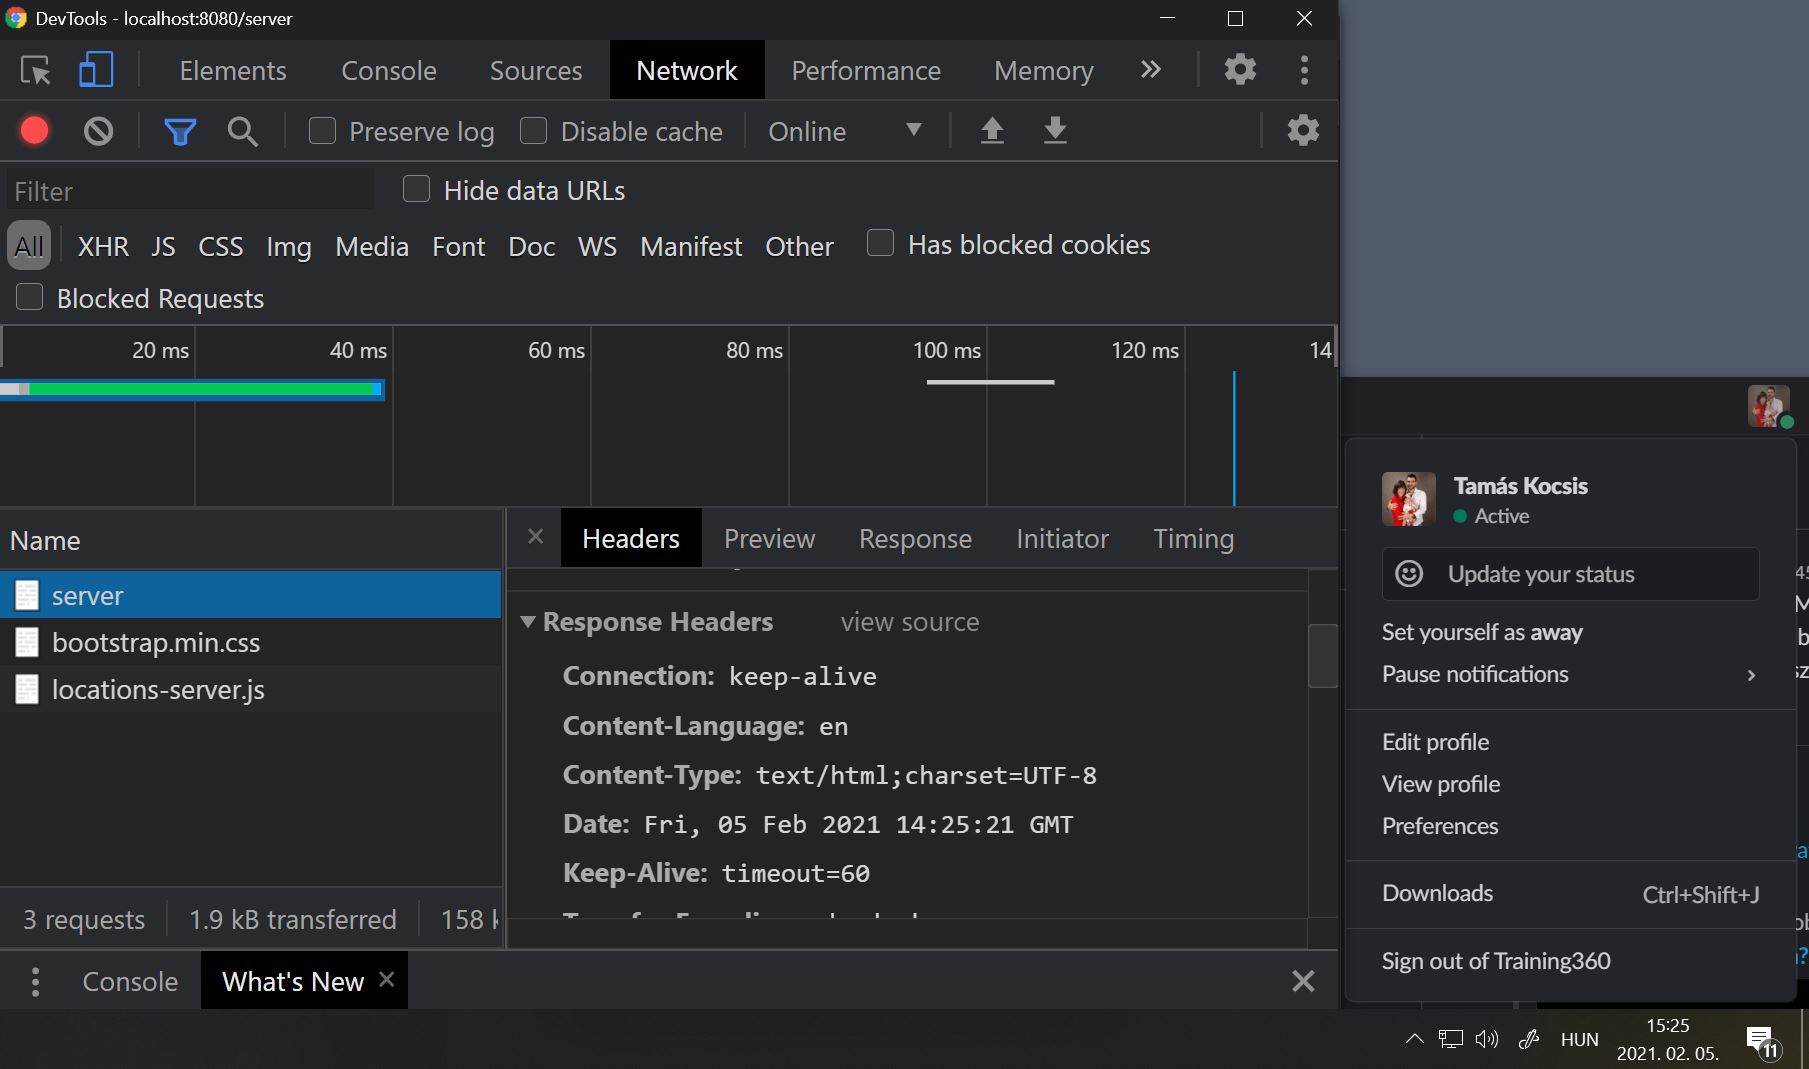 DevTools - localhost:8080/server
Elements Console Sources Network Performance Memory »
Preserve log Disable cache Online
Filter Hide data URLs
All XHR JS CSS Img Media Font Doc WS Manifest Other Has blocked cookies
Blocked Requests
20 ms 40 ms 60 ms 80 ms 100 ms 120 ms 14
Name
server
bootstrap.min.css
locations-server.js
3 requests 1.9 kB transferred 158 k
Headers Preview Response Initiator Timing
Response Headers view source
Connection: keep-alive
Content-Language: en
Content-Type: text/html;charset=UTF-8
Date: Fri, 05 Feb 2021 14:25:21 GMT
Keep-Alive: timeout=60
Console What's New
Tamás Kocsis
Active
Update your status
Set yourself as away
Pause notifications
Edit profile
View profile
Preferences
Downloads Ctrl+Shift+J
Sign out of Training360
HUN
15:25
2021. 02. 05.
11